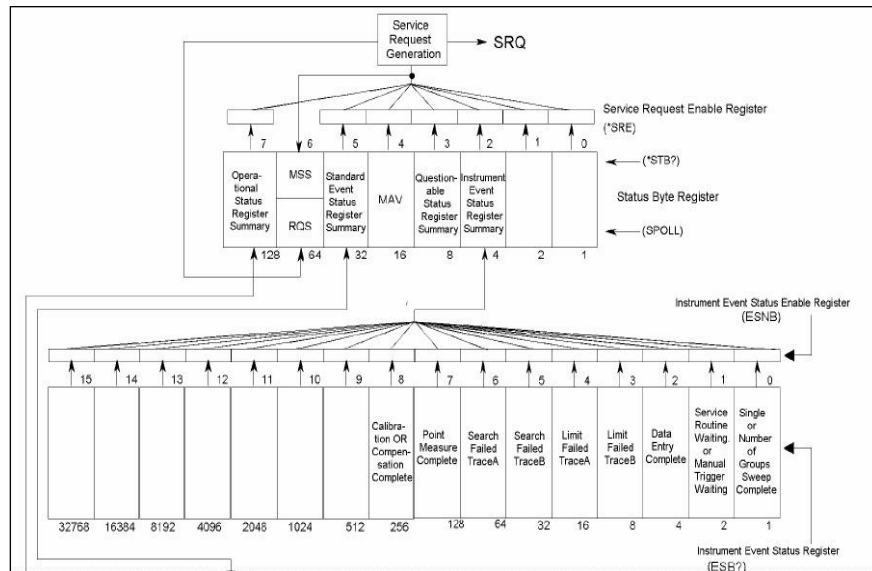 Service
Request
Generation
SRQ
Service Request Enable Register
(*SRE)
7 6 5 4 3 2 1 0
Opera-
tional
Status
Register
Summary
128
MSS
RQS
64
Standard
Event
Status
Register
Summary
32
MAV
16
Question-
able
Status
Register
Summary
8
Instrument
Event
Status
Register
Summary
4
2
1
(*STB?)
Status Byte Register
(SPOLL)
Instrument Event Status Enable Register
(ESNB)
15 14 13 12 11 10 9 8 7 6 5 4 3 2 1 0
Calibra-
tion OR
Compen-
sation
Complete
Point
Measure
Complete
Search
Failed
TraceA
Search
Failed
TraceB
Limit
Failed
TraceA
Limit
Failed
TraceB
Data
Entry
Complete
Service
Routine
Waiting.
or
Manual
Trigger
Waiting
Single
or
Number
of
Groups
Sweep
Complete
32768 16384 8192 4096 2048 1024 512 256 128 64 32 16 8 4 2 1
Instrument Event Status Register
(ESB?)